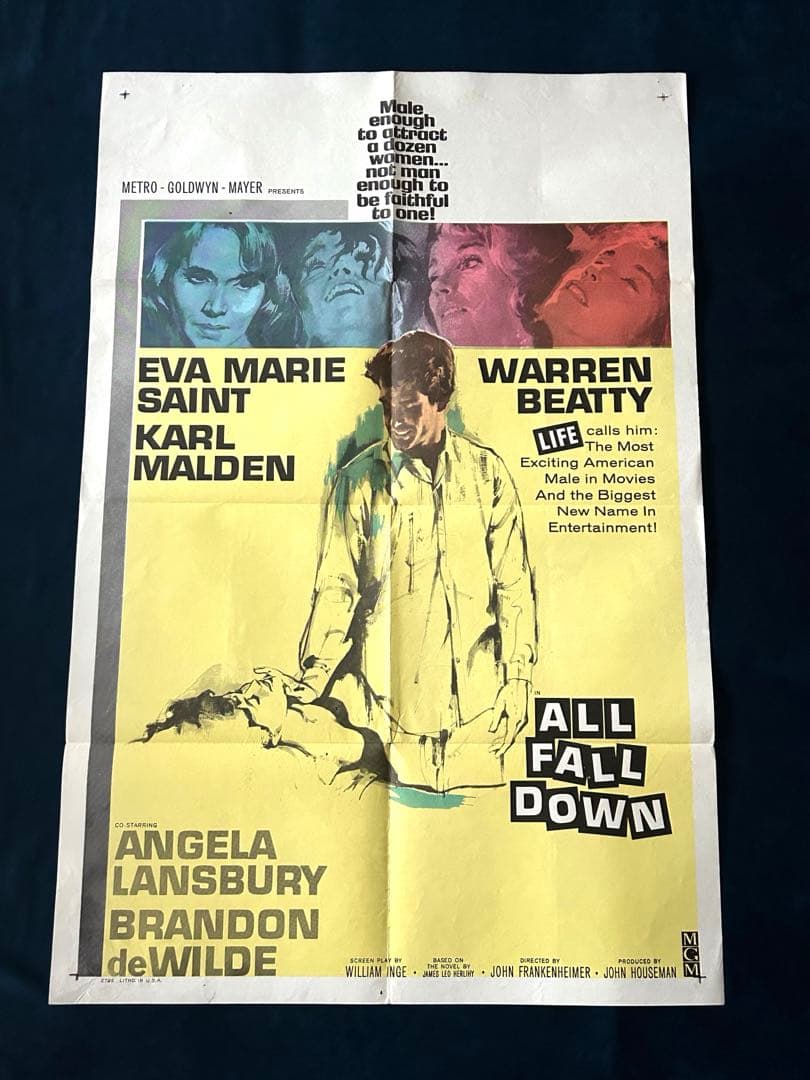 Male
enough
to attract
a dozen
women...
not man
enough to
be faithful
to one!
METRO - GOLDWYN - MAYER PRESENTS
EVA MARIE
SAINT
KARL
MALDEN
WARREN
BEATTY
LIFE calls him:
The Most
Exciting American
Male in Movies
And the Biggest
New Name In
Entertainment!
IN
ALL
FALL
DOWN
CO-STARRING
ANGELA
LANSBURY
BRANDON
deWILDE
SCREEN PLAY BY
WILLIAM INGE •
BASED ON
THE NOVEL BY
JAMES LEO HERLIHY •
DIRECTED BY
JOHN FRANKENHEIMER •
PRODUCED BY
JOHN HOUSEMAN
MGM
LITHO. IN U.S.A.